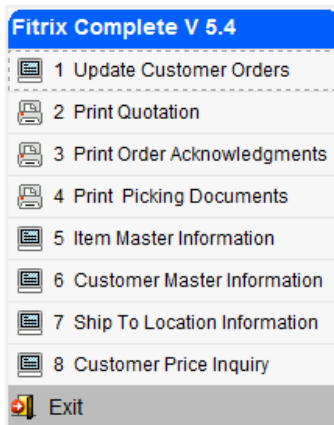 Fitrix Complete V 5.4
1 Update Customer Orders
2 Print Quotation
3 Print Order Acknowledgments
4 Print Picking Documents
5 Item Master Information
6 Customer Master Information
7 Ship To Location Information
8 Customer Price Inquiry
Exit